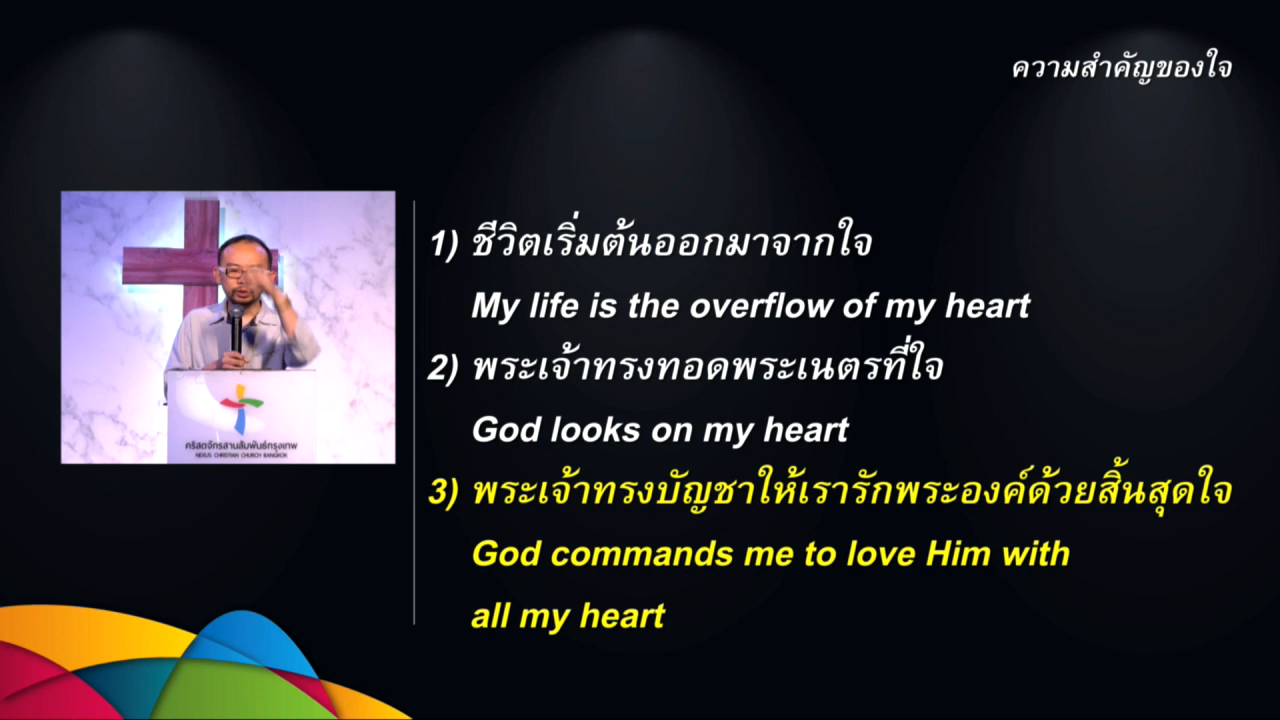 ความสำคัญของใจ
1) ชีวิตเริ่มต้นออกมาจากใจ
My life is the overflow of my heart
2) พระเจ้าทรงทอดพระเนตรที่ใจ
God looks on my heart
3) พระเจ้าทรงบัญชาให้เรารักพระองค์ด้วยสิ้นสุดใจ
God commands me to love Him with
all my heart
คริสตจักรสานสัมพันธ์กรุงเทพ
NEXUS CHRISTIAN CHURCH BANGKOK